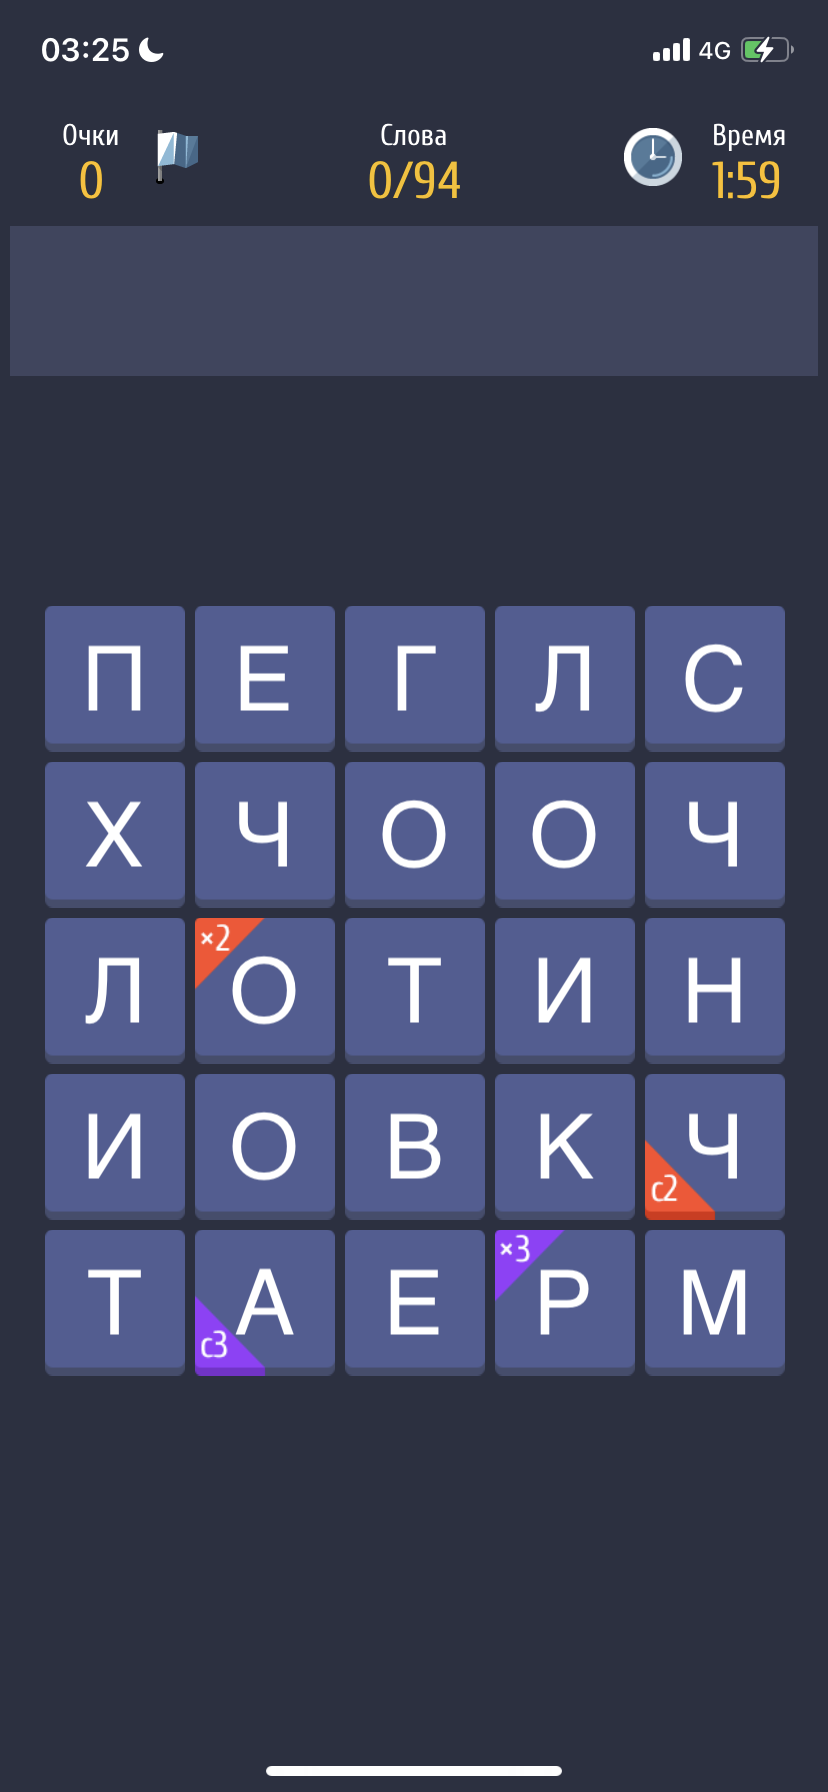 03:25 4G
Очки Слова Время
0 0/94 1:59
П Е Г Л С
Х Ч О О Ч
×2
Л О Т И Н
И О В К Ч
с2
×3
Т А Е Р М
с3